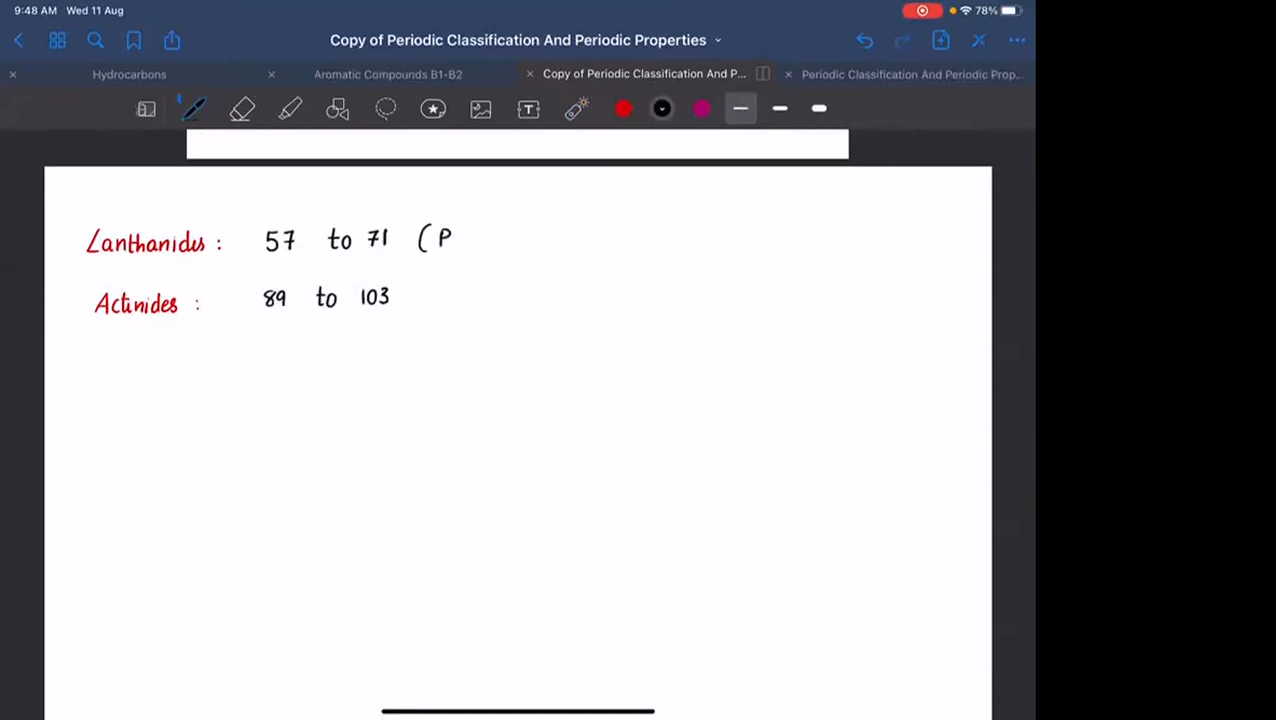 9:48 AM Wed 11 Aug 78%
Copy of Periodic Classification And Periodic Properties
Hydrocarbons Aromatic Compounds B1-B2 Copy of Periodic Classification And P... Periodic Classification And Periodic Prop...
Lanthanides : 57 to 71 ( P
Actinides : 89 to 103